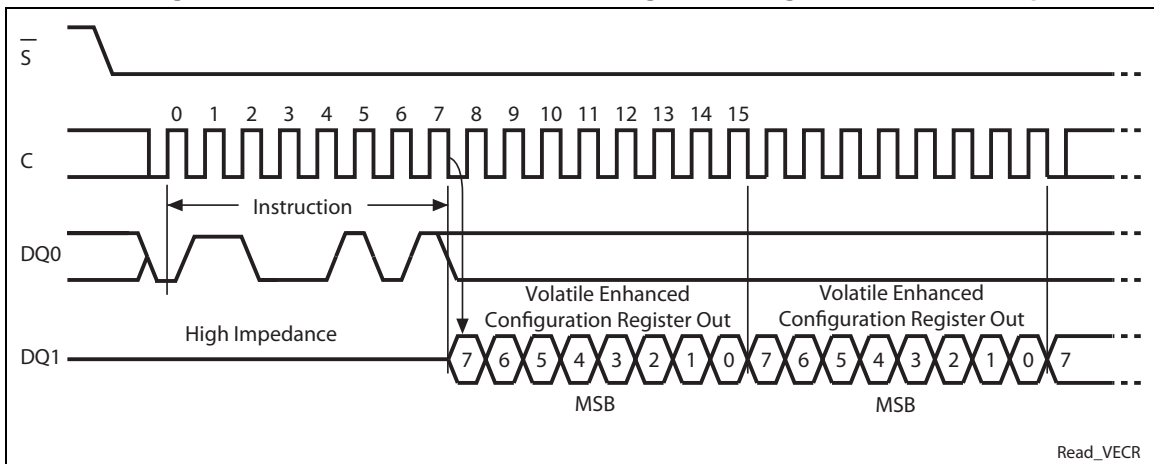 S
0 1 2 3 4 5 6 7 8 9 10 11 12 13 14 15
C
Instruction
DQ0
Volatile Enhanced
Configuration Register Out
Volatile Enhanced
Configuration Register Out
High Impedance
DQ1
7 6 5 4 3 2 1 0 7 6 5 4 3 2 1 0 7
MSB
MSB
Read_VECR